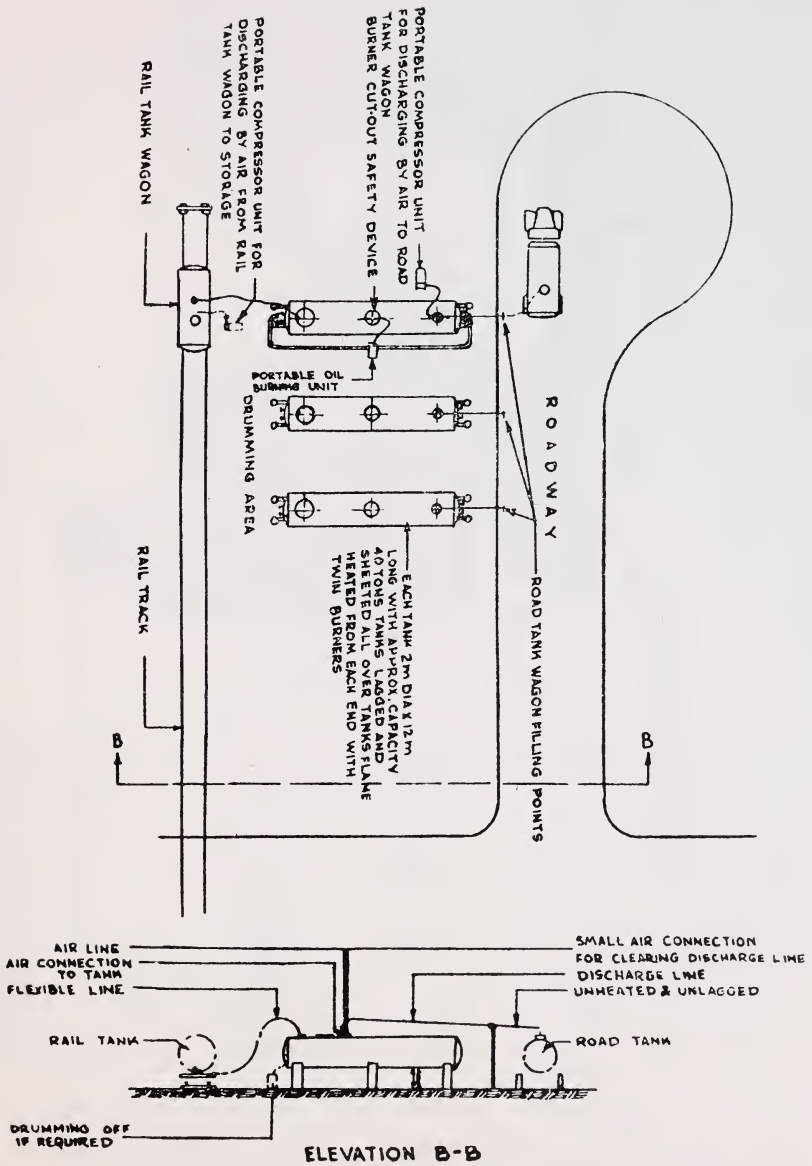 PORTABLE COMPRESSOR UNIT
FOR DISCHARGING BY AIR TO ROAD
TANK WAGON
BURNER CUT-OUT SAFETY DEVICE
PORTABLE COMPRESSOR UNIT FOR
DISCHARGING BY AIR FROM RAIL
TANK WAGON TO STORAGE
RAIL TANK WAGON
PORTABLE OIL
BURNING UNIT
DRUMMING AREA
ROADWAY
ROAD TANK WAGON FILLING POINTS
EACH TANK 2M DIA X 12M
LONG WITH APPROX CAPACITY
40 TONS TANKS LAGGED AND
SHEETED ALL OVER TANKS FLAME
HEATED FROM EACH END WITH
TWIN BURNERS
RAIL TRACK
B
B
AIR LINE
AIR CONNECTION
TO TANK
FLEXIBLE LINE
RAIL TANK
DRUMMING OFF
IF REQUIRED
SMALL AIR CONNECTION
FOR CLEARING DISCHARGE LINE
DISCHARGE LINE
UNHEATED & UNLAGGED
ROAD TANK
ELEVATION B-B